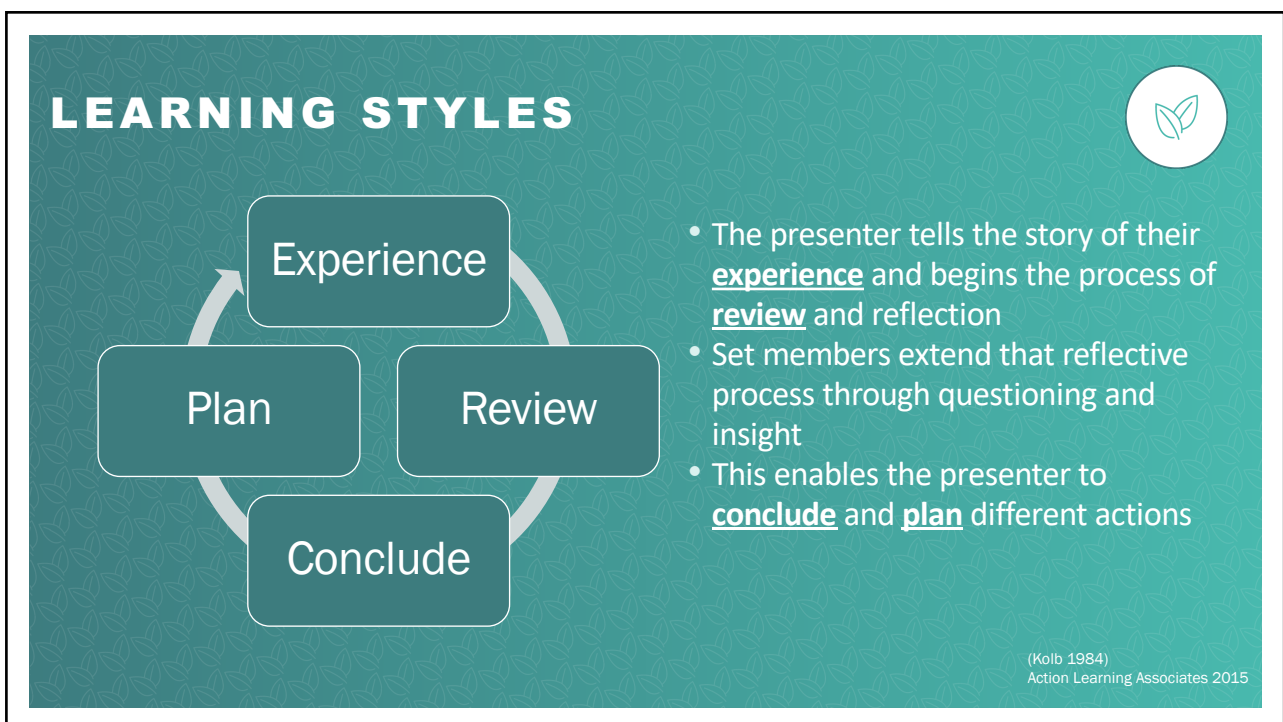 LEARNING STYLES
Experience
Review
Conclude
Plan
• The presenter tells the story of their
experience and begins the process of
review and reflection
• Set members extend that reflective
process through questioning and
insight
• This enables the presenter to
conclude and plan different actions
(Kolb 1984)
Action Learning Associates 2015